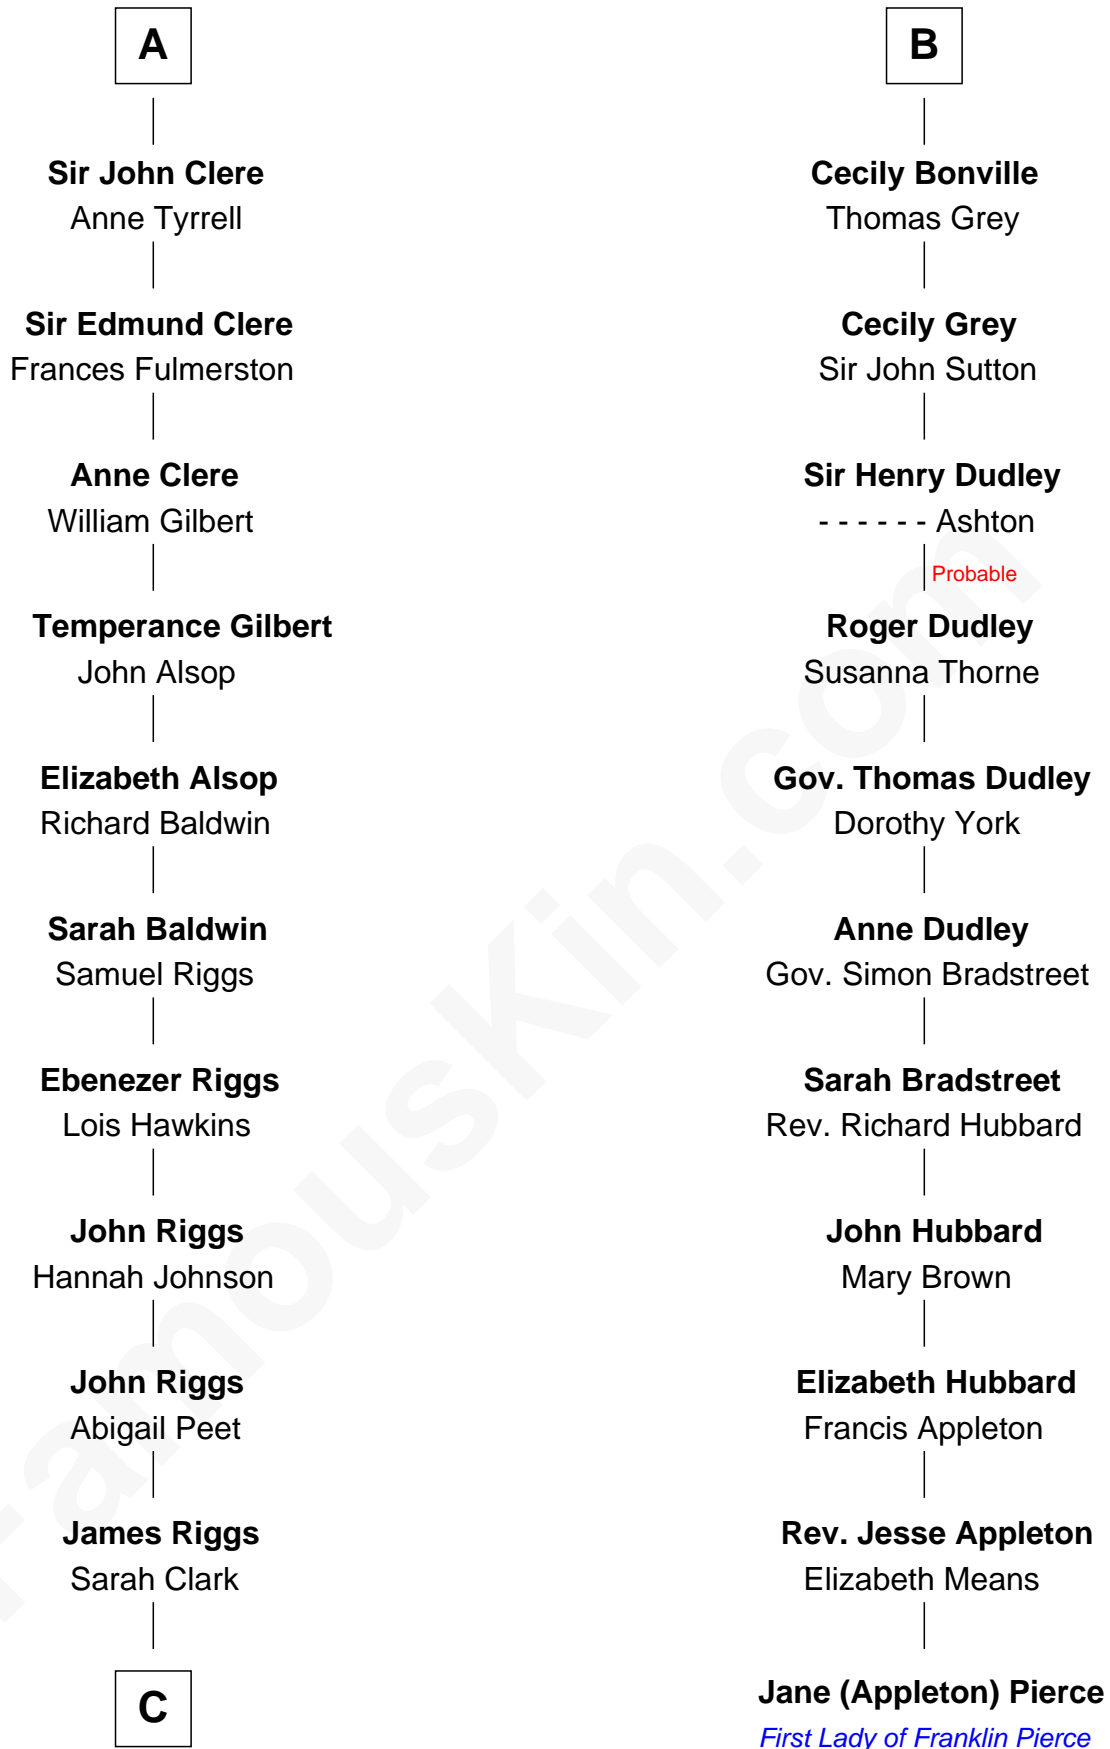 A
Sir John Clere
Anne Tyrrell
Sir Edmund Clere
Frances Fulmerston
Anne Clere
William Gilbert
Temperance Gilbert
John Alsop
Elizabeth Alsop
Richard Baldwin
Sarah Baldwin
Samuel Riggs
Ebenezer Riggs
Lois Hawkins
John Riggs
Hannah Johnson
John Riggs
Abigail Peet
James Riggs
Sarah Clark
C
B
Cecily Bonville
Thomas Grey
Cecily Grey
Sir John Sutton
Sir Henry Dudley
- - - - - - Ashton
Probable
Roger Dudley
Susanna Thorne
Gov. Thomas Dudley
Dorothy York
Anne Dudley
Gov. Simon Bradstreet
Sarah Bradstreet
Rev. Richard Hubbard
John Hubbard
Mary Brown
Elizabeth Hubbard
Francis Appleton
Rev. Jesse Appleton
Elizabeth Means
Jane (Appleton) Pierce
First Lady of Franklin Pierce
FamousKin.com